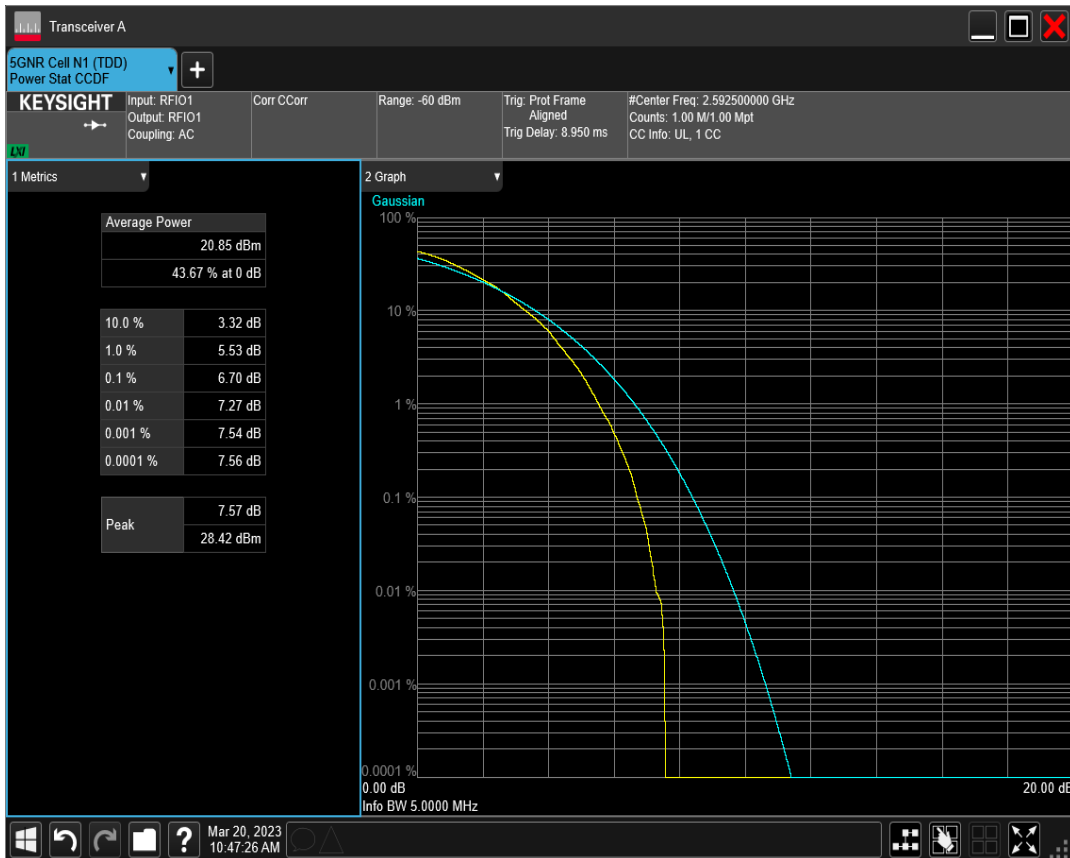 Transceiver A
5GNR Cell N1 (TDD)
Power Stat CCDF
+
KEYSIGHT
LXI
Input: RFIO1
Output: RFIO1
Coupling: AC
Corr CCorr
Range: -60 dBm
Trig: Prot Frame
Aligned
Trig Delay: 8.950 ms
#Center Freq: 2.592500000 GHz
Counts: 1.00 M/1.00 Mpt
CC Info: UL, 1 CC
1 Metrics
Average Power
20.85 dBm
43.67 % at 0 dB
10.0 % 3.32 dB
1.0 % 5.53 dB
0.1 % 6.70 dB
0.01 % 7.27 dB
0.001 % 7.54 dB
0.0001 % 7.56 dB
Peak 7.57 dB
28.42 dBm
2 Graph
Gaussian
100 %
10 %
1 %
0.1 %
0.01 %
0.001 %
0.0001 %
0.00 dB 20.00 dB
Info BW 5.0000 MHz
? Mar 20, 2023
10:47:26 AM